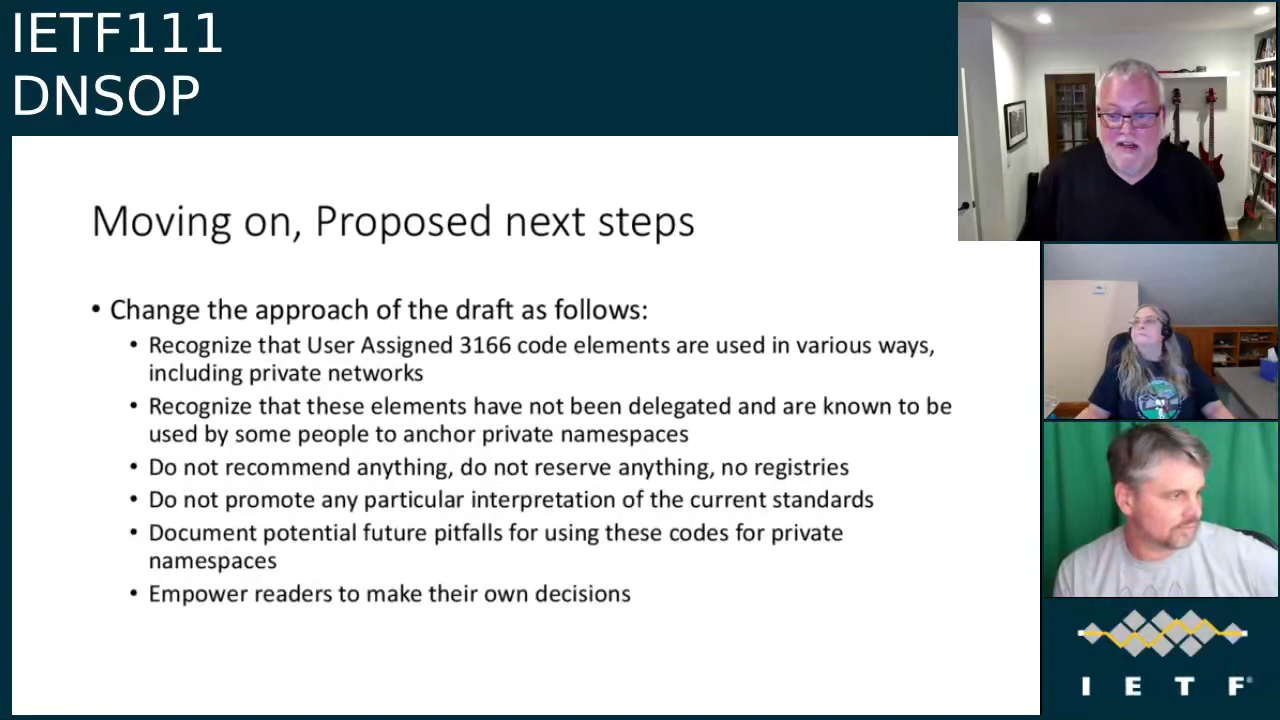 IETF111
DNSOP
Moving on, Proposed next steps
• Change the approach of the draft as follows:
• Recognize that User Assigned 3166 code elements are used in various ways,
including private networks
• Recognize that these elements have not been delegated and are known to be
used by some people to anchor private namespaces
• Do not recommend anything, do not reserve anything, no registries
• Do not promote any particular interpretation of the current standards
• Document potential future pitfalls for using these codes for private
namespaces
• Empower readers to make their own decisions
I E T F®